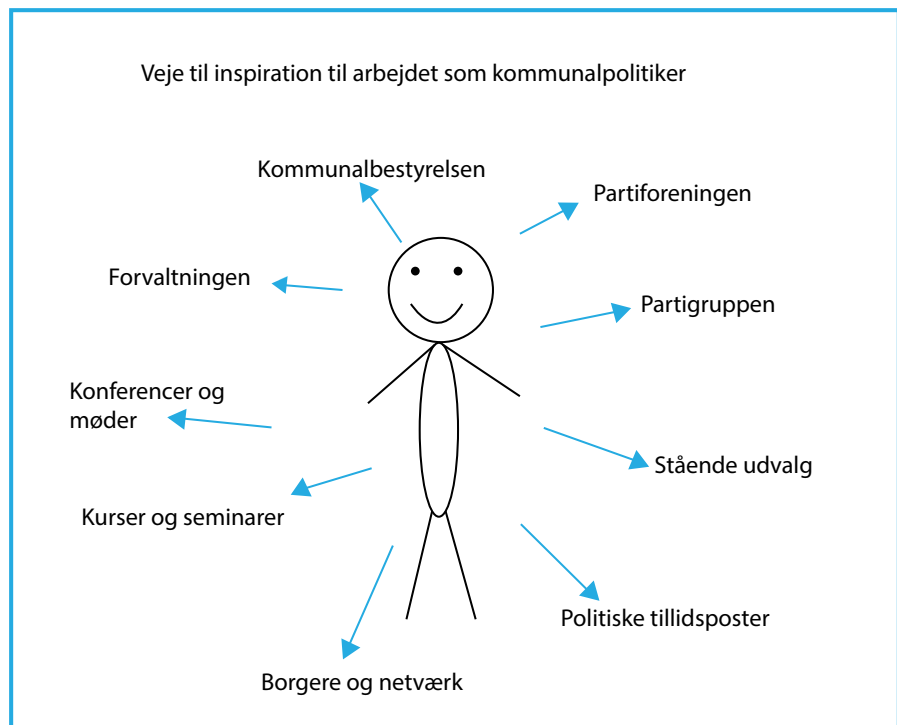 Veje til inspiration til arbejdet som kommunalpolitiker
Kommunalbestyrelsen
Partiforeningen
Forvaltningen
Partigruppen
Konferencer og
møder
Stående udvalg
Kurser og seminarer
Politiske tillidsposter
Borgere og netværk